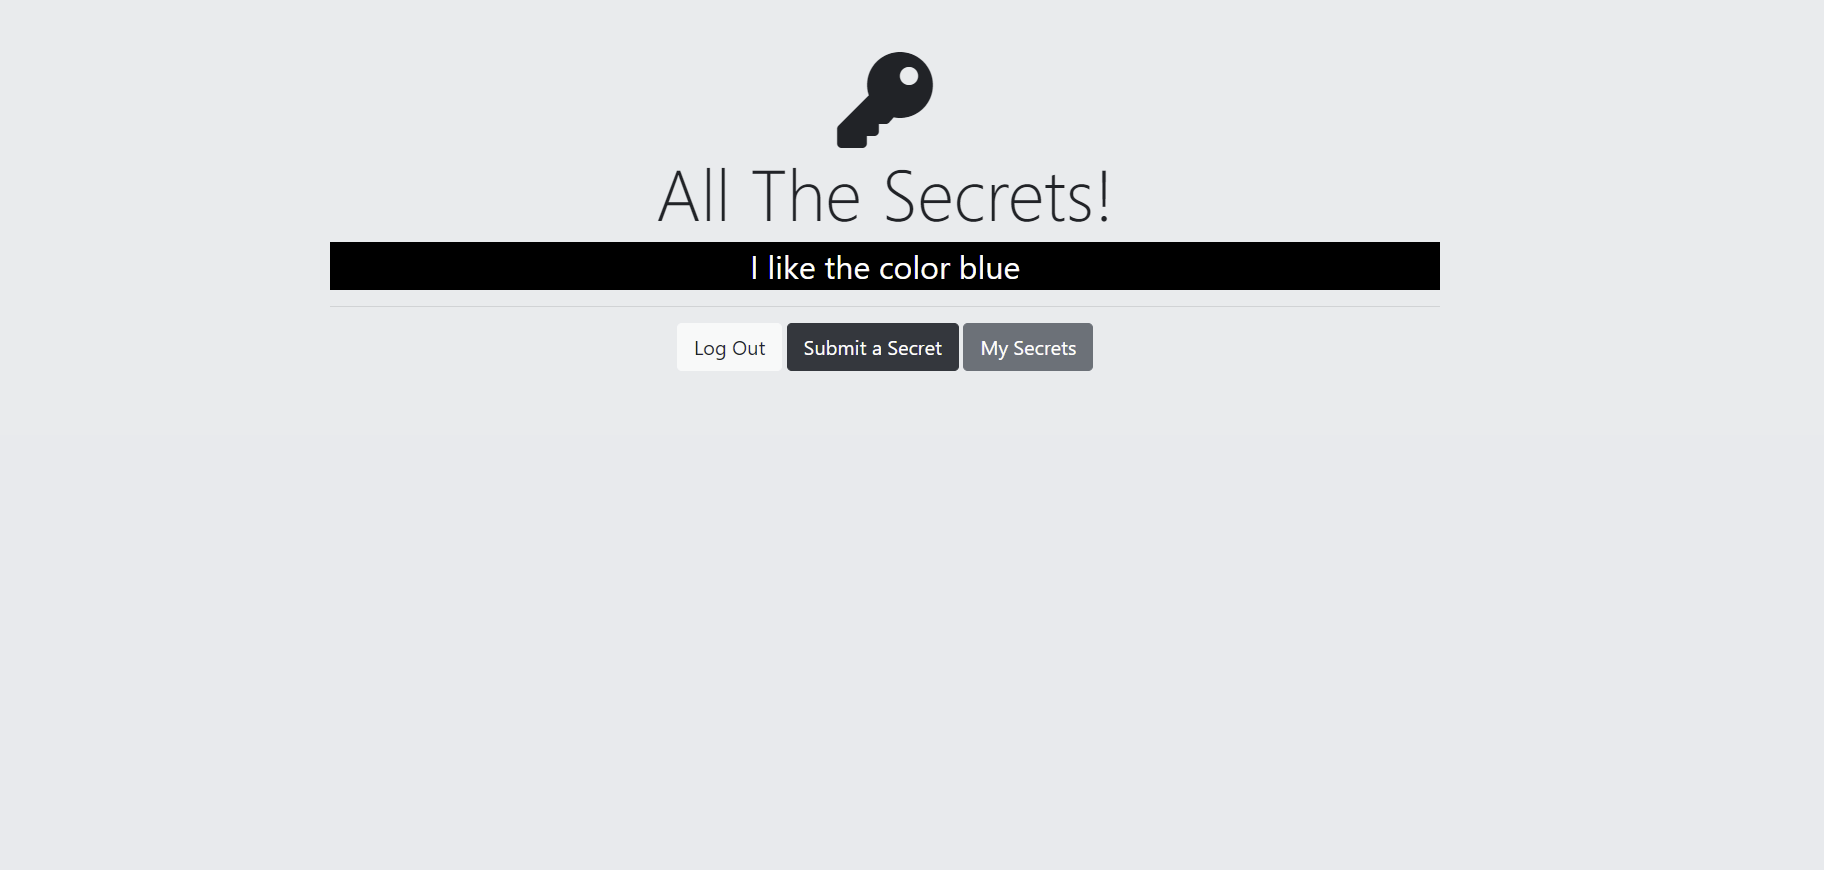 All The Secrets!
I like the color blue
Log Out Submit a Secret My Secrets